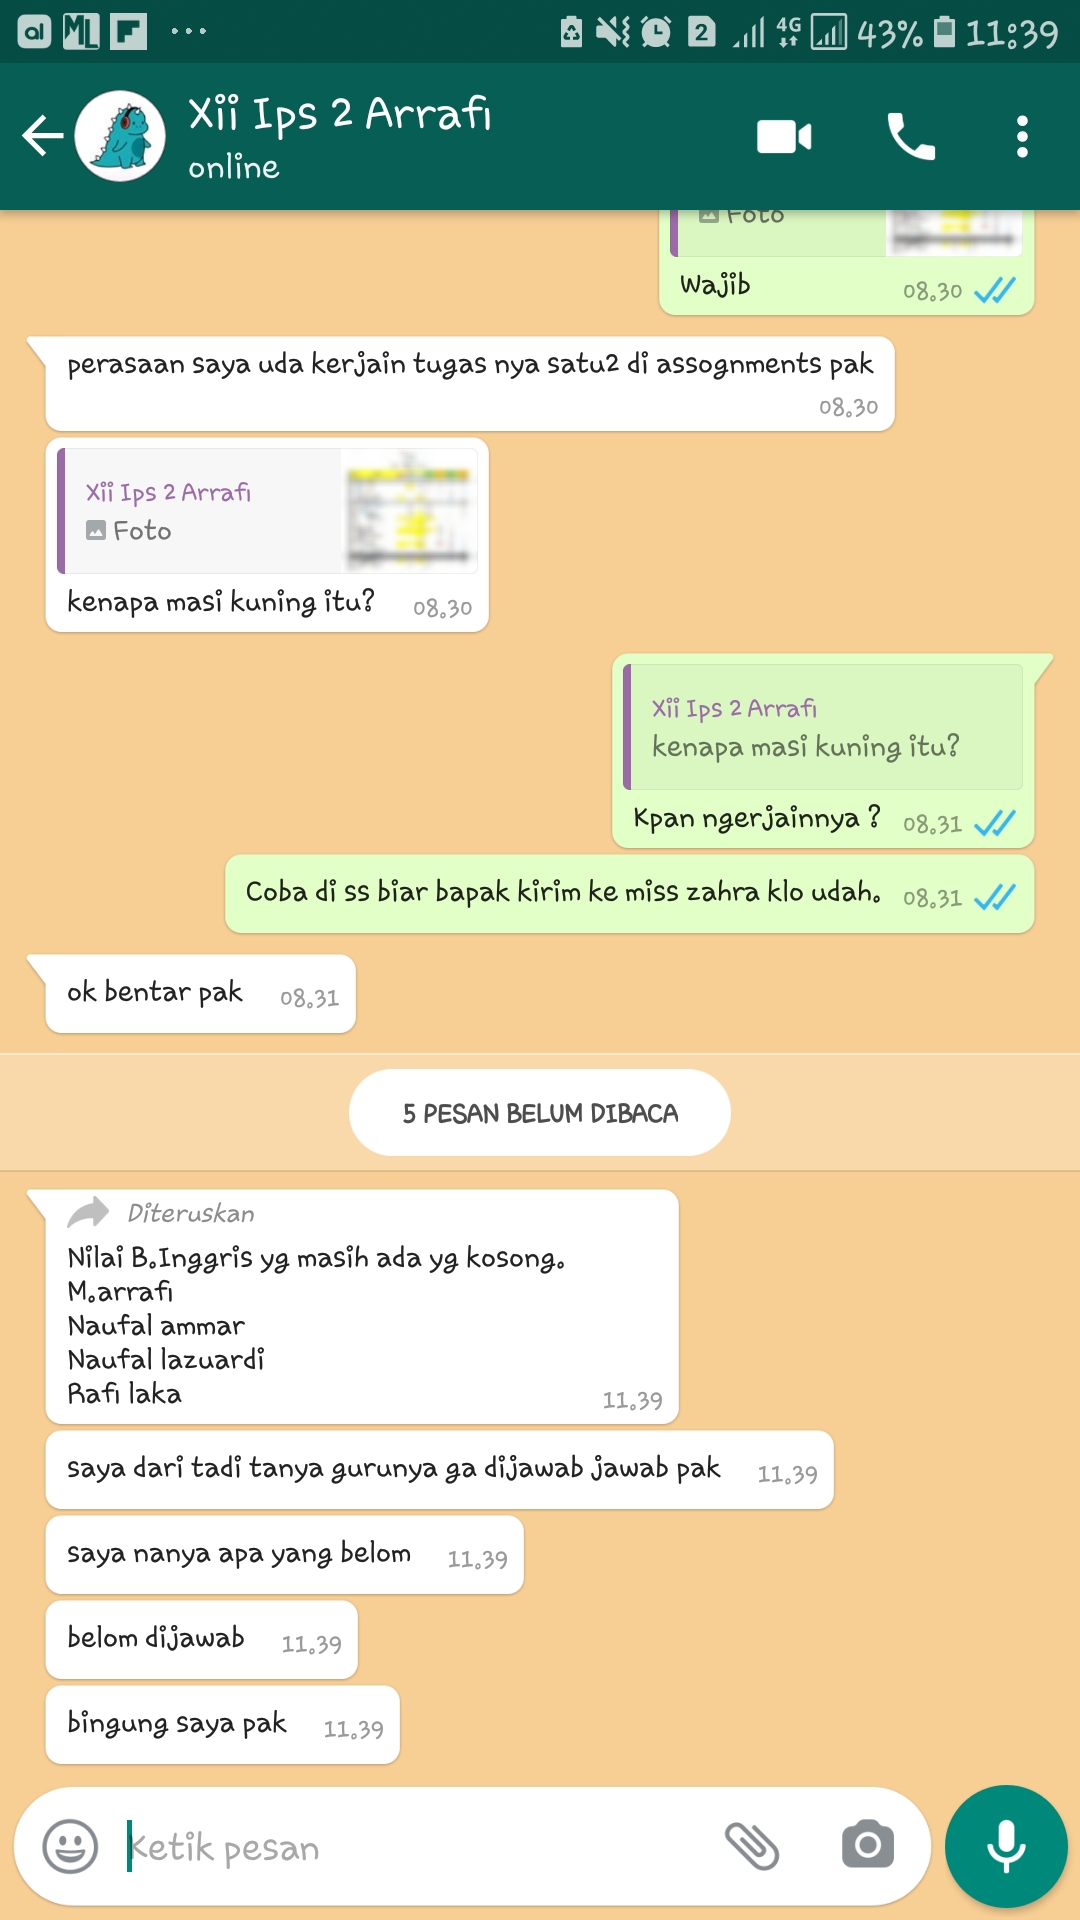 al ML F ... 2 4G 43% 11:39
Xii Ips 2 Arrafi
online
Foto
Wajib 08.30
perasaan saya uda kerjain tugas nya satu2 di assognments pak
08.30
Xii Ips 2 Arrafi
Foto
kenapa masi kuning itu? 08.30
Xii Ips 2 Arrafi
kenapa masi kuning itu?
Kpan ngerjainnya ? 08.31
Coba di ss biar bapak kirim ke miss zahra klo udah. 08.31
ok bentar pak 08.31
5 PESAN BELUM DIBACA
Diteruskan
Nilai B.Inggris yg masih ada yg kosong.
M.arrafi
Naufal ammar
Naufal lazuardi
Rafi laka 11.39
saya dari tadi tanya gurunya ga dijawab jawab pak 11.39
saya nanya apa yang belom 11.39
belom dijawab 11.39
bingung saya pak 11.39
Ketik pesan